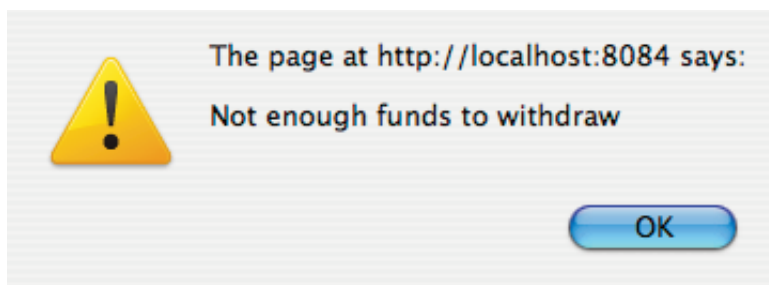 The page at http://localhost:8084 says:
Not enough funds to withdraw
OK